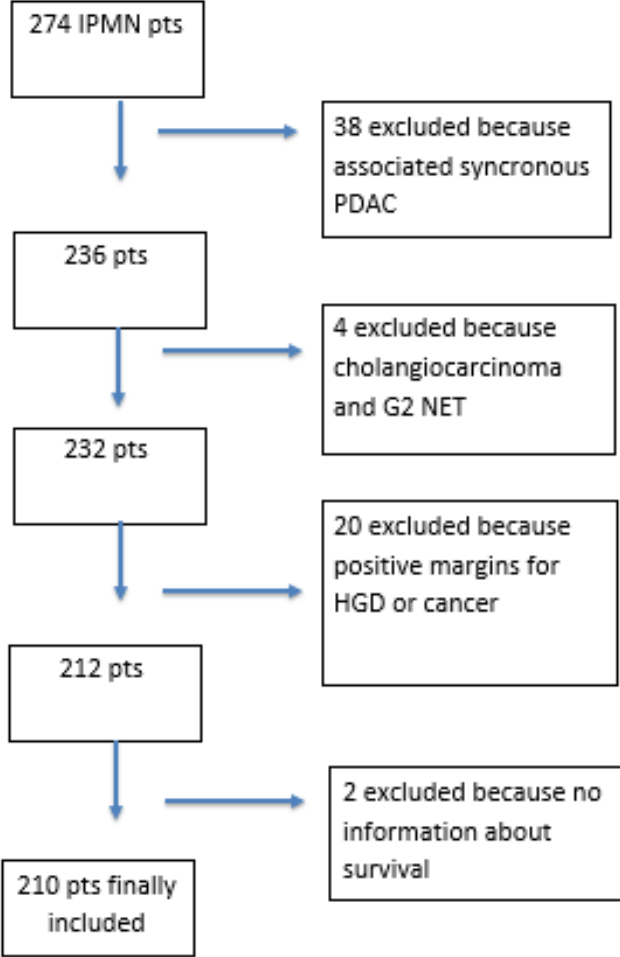 274 IPMN pts
38 excluded because
associated syncronous
PDAC
236 pts
4 excluded because
cholangiocarcinoma
and G2 NET
232 pts
20 excluded because
positive margins for
HGD or cancer
212 pts
2 excluded because no
information about
survival
210 pts finally
included